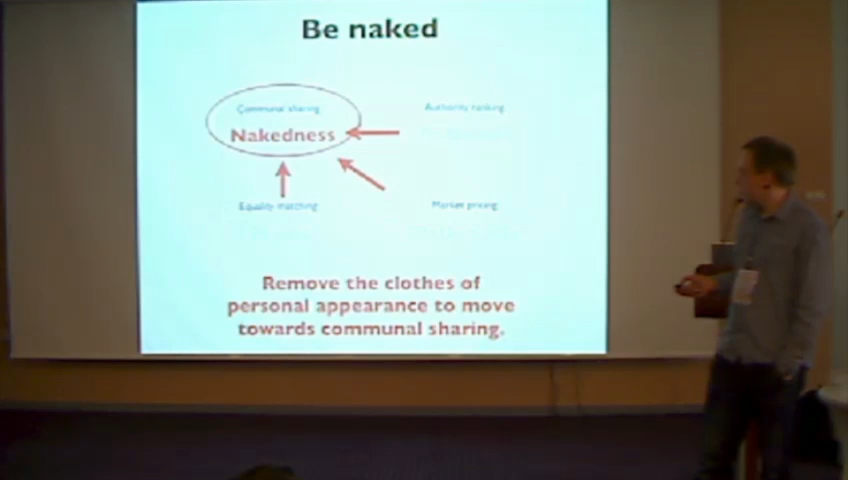 Be naked
Communal sharing
Authority ranking
Nakedness
Equality matching
Market pricing
Remove the clothes of
personal appearance to move
towards communal sharing.